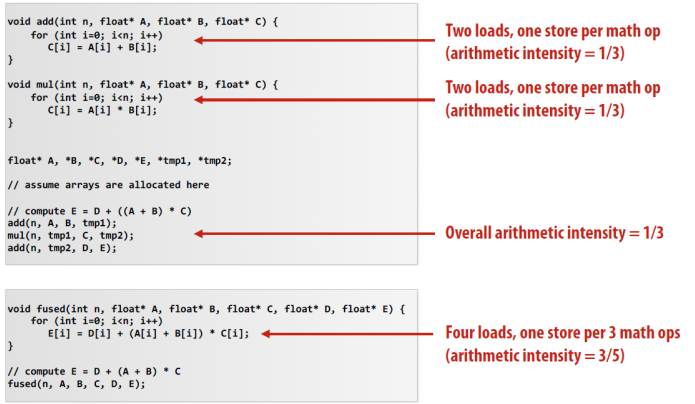 void add(int n, float* A, float* B, float* C) {
    for (int i=0; i<n; i++)
        C[i] = A[i] + B[i];
}
Two loads, one store per math op
(arithmetic intensity = 1/3)
void mul(int n, float* A, float* B, float* C) {
    for (int i=0; i<n; i++)
        C[i] = A[i] * B[i];
}
Two loads, one store per math op
(arithmetic intensity = 1/3)
float* A, *B, *C, *D, *E, *tmp1, *tmp2;
// assume arrays are allocated here
// compute E = D + ((A + B) * C)
add(n, A, B, tmp1);
mul(n, tmp1, C, tmp2);
add(n, tmp2, D, E);
Overall arithmetic intensity = 1/3
void fused(int n, float* A, float* B, float* C, float* D, float* E) {
    for (int i=0; i<n; i++)
        E[i] = D[i] + (A[i] + B[i]) * C[i];
}
// compute E = D + (A + B) * C
fused(n, A, B, C, D, E);
Four loads, one store per 3 math ops
(arithmetic intensity = 3/5)